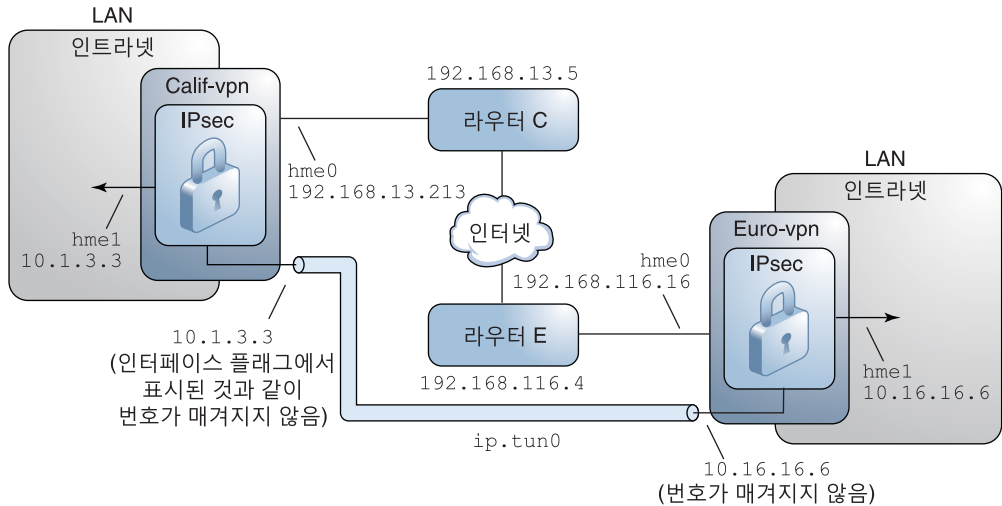 LAN
인트라넷
Calif-vpn
IPsec
hme1
10.1.3.3
hme0
192.168.13.213
192.168.13.5
라우터 C
인터넷
라우터 E
192.168.116.4
hme0
192.168.116.16
LAN
인트라넷
Euro-vpn
IPsec
hme1
10.16.16.6
10.1.3.3
(인터페이스 플래그에서
표시된 것과 같이
번호가 매겨지지 않음)
ip.tun0
10.16.16.6
(번호가 매겨지지 않음)